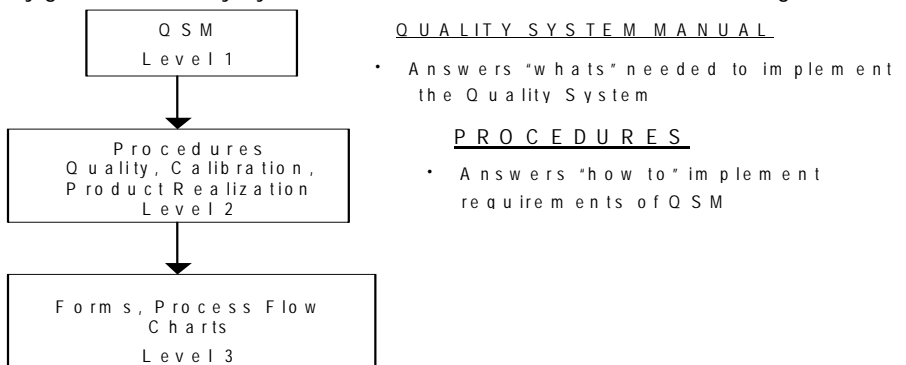 QSM
Level 1
QUALITY SYSTEM MANUAL
• Answers "whats" needed to implement
the Quality System
Procedures
Quality, Calibration,
Product Realization
Level 2
PROCEDURES
• Answers "how to" implement
requirements of QSM
Forms, Process Flow
Charts
Level 3